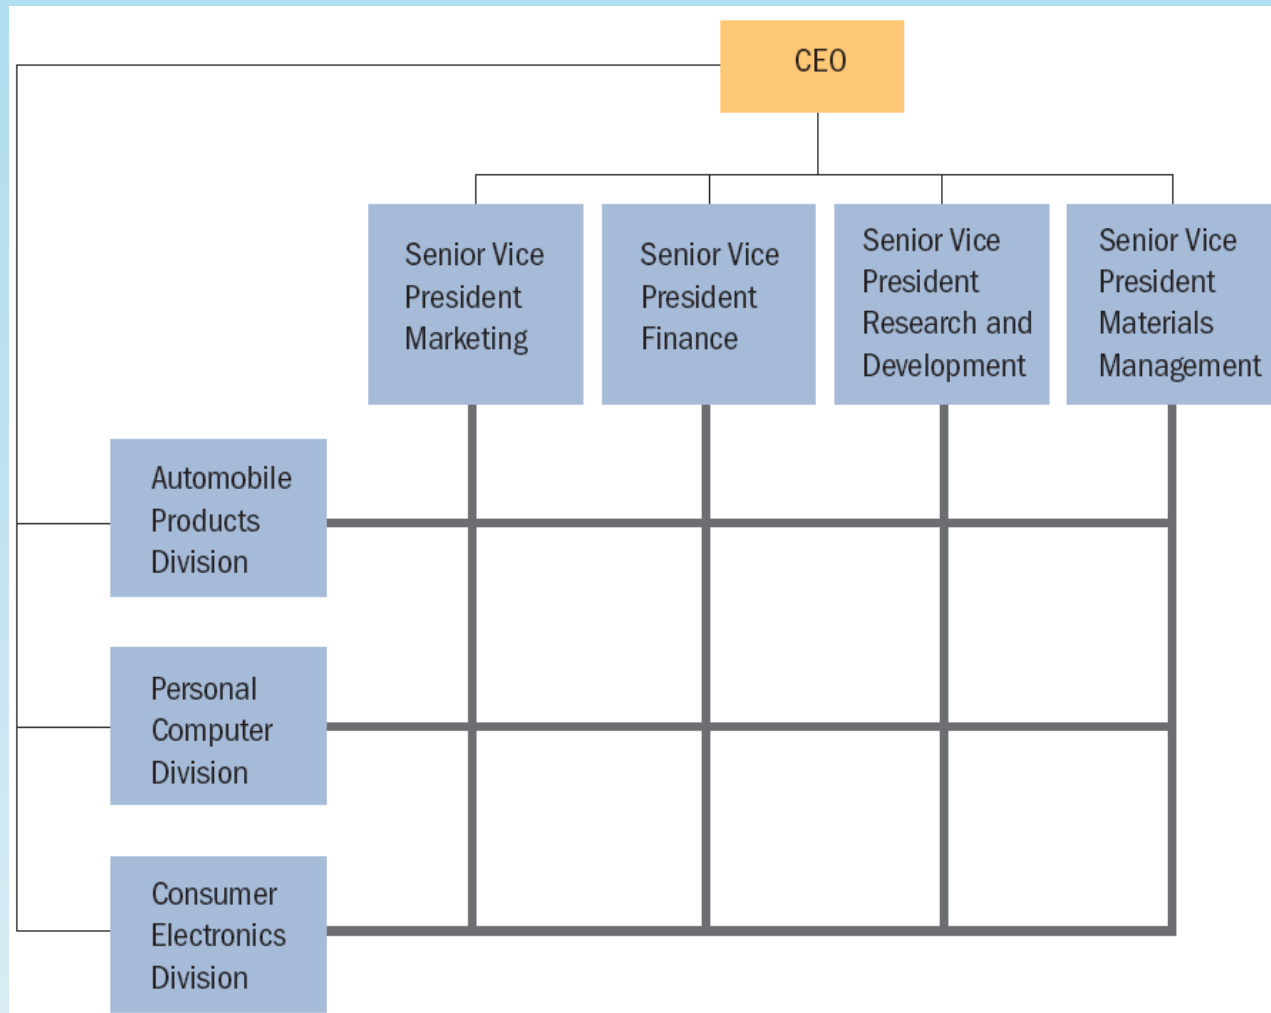 CEO
Senior Vice
President
Marketing
Senior Vice
President
Finance
Senior Vice
President
Research and
Development
Senior Vice
President
Materials
Management
Automobile
Products
Division
Personal
Computer
Division
Consumer
Electronics
Division